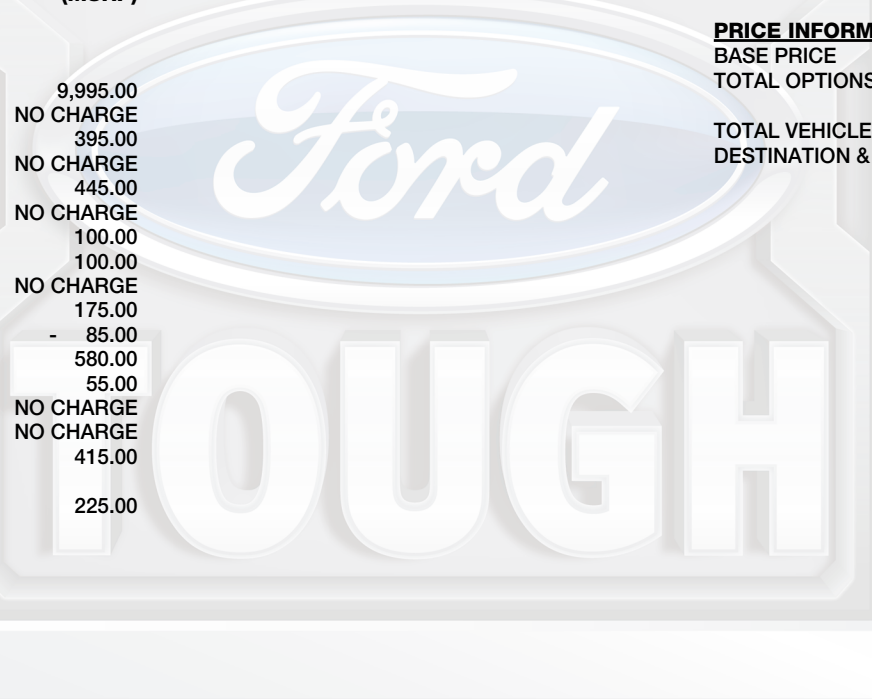 9,995.00
NO CHARGE
395.00
NO CHARGE
445.00
NO CHARGE
100.00
100.00
NO CHARGE
175.00
- 85.00
580.00
55.00
NO CHARGE
NO CHARGE
415.00
225.00
PRICE INFORM
BASE PRICE
TOTAL OPTIONS
TOTAL VEHICLE
DESTINATION &
Ford
TOUGH